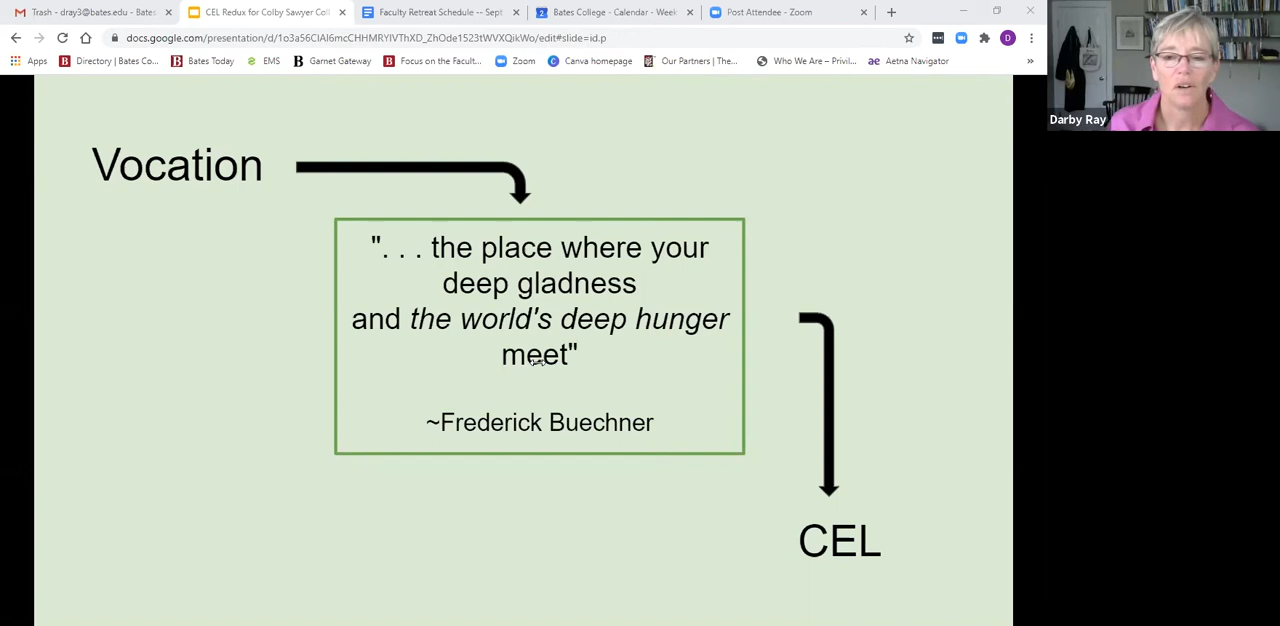 Trash - dray3@bates.edu - Bates
CEL Redux for Colby Sawyer Coll
Faculty Retreat Schedule -- Sept
2 Bates College - Calendar - Week
Post Attendee - Zoom
docs.google.com/presentation/d/1o3a56CIAl6mcCHHMRYIVThXD_ZhOde1523tWVXQikWo/edit#slide=id.p
D
Apps
B Directory | Bates Co...
B Bates Today
EMS
B Garnet Gateway
B Focus on the Facult...
Zoom
C Canva homepage
Our Partners | The...
Who We Are – Privil...
ae Aetna Navigator
»
Darby Ray
Vocation
". . . the place where your
deep gladness
and the world's deep hunger
meet"
~Frederick Buechner
CEL